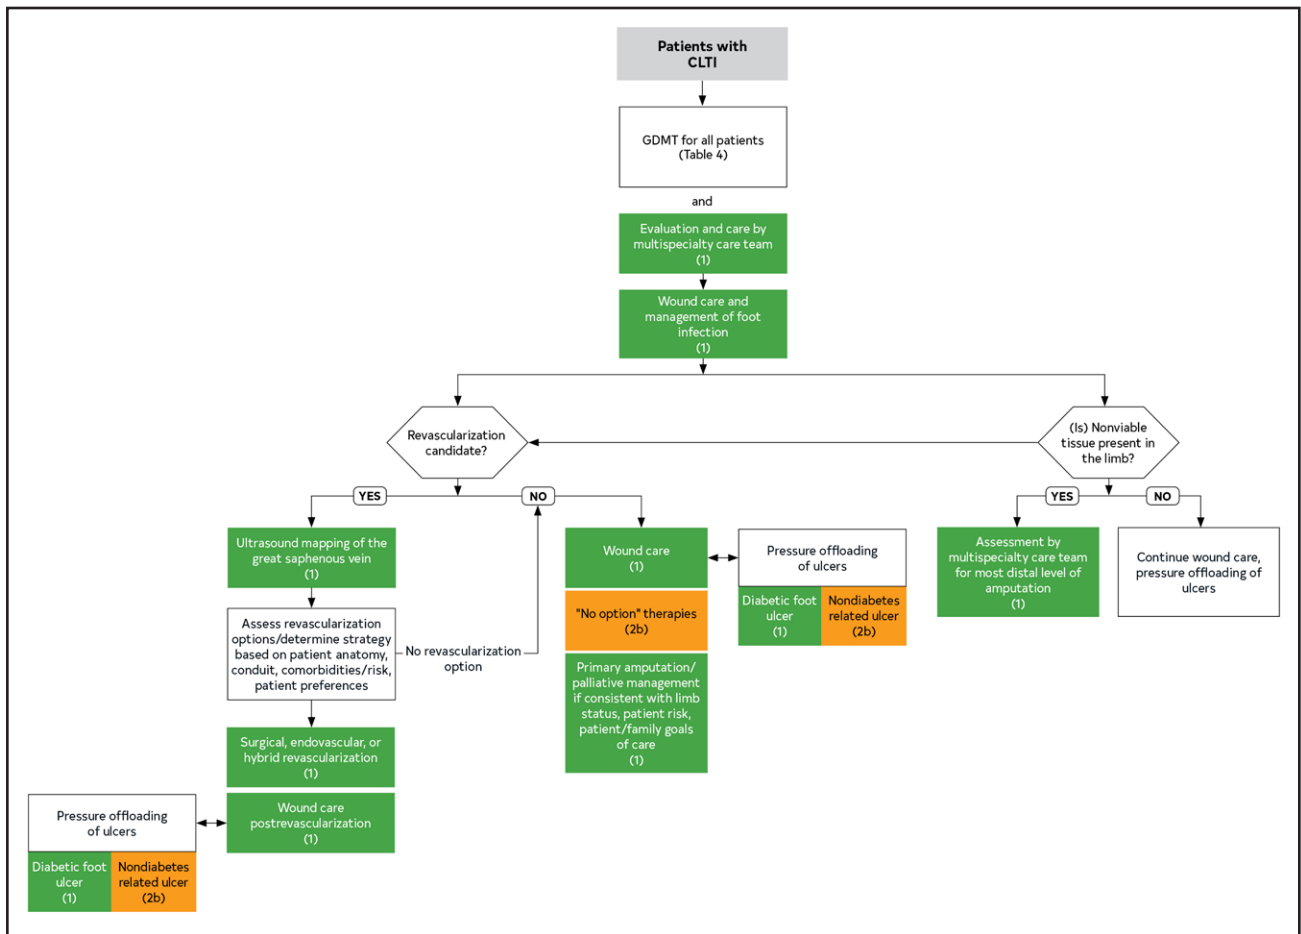 Patients with
CLTI
GDMT for all patients
(Table 4)
and
Evaluation and care by
multispecialty care team
(1)
Wound care and
management of foot
infection
(1)
Revascularization
candidate?
(Is) Nonviable
tissue present in
the limb?
YES
NO
YES
NO
Ultrasound mapping of the
great saphenous vein
(1)
Assess revascularization
options/determine strategy
based on patient anatomy,
conduit, comorbidities/risk,
patient preferences
No revascularization
option
Surgical, endovascular, or
hybrid revascularization
(1)
Wound care
postrevascularization
(1)
Pressure offloading
of ulcers
Diabetic foot
ulcer
(1)
Nondiabetes
related ulcer
(2b)
Wound care
(1)
"No option" therapies
(2b)
Primary amputation/
palliative management
if consistent with limb
status, patient risk,
patient/family goals
of care
(1)
Pressure offloading
of ulcers
Diabetic foot
ulcer
(1)
Nondiabetes
related ulcer
(2b)
Assessment by
multispecialty care team
for most distal level of
amputation
(1)
Continue wound care,
pressure offloading of
ulcers